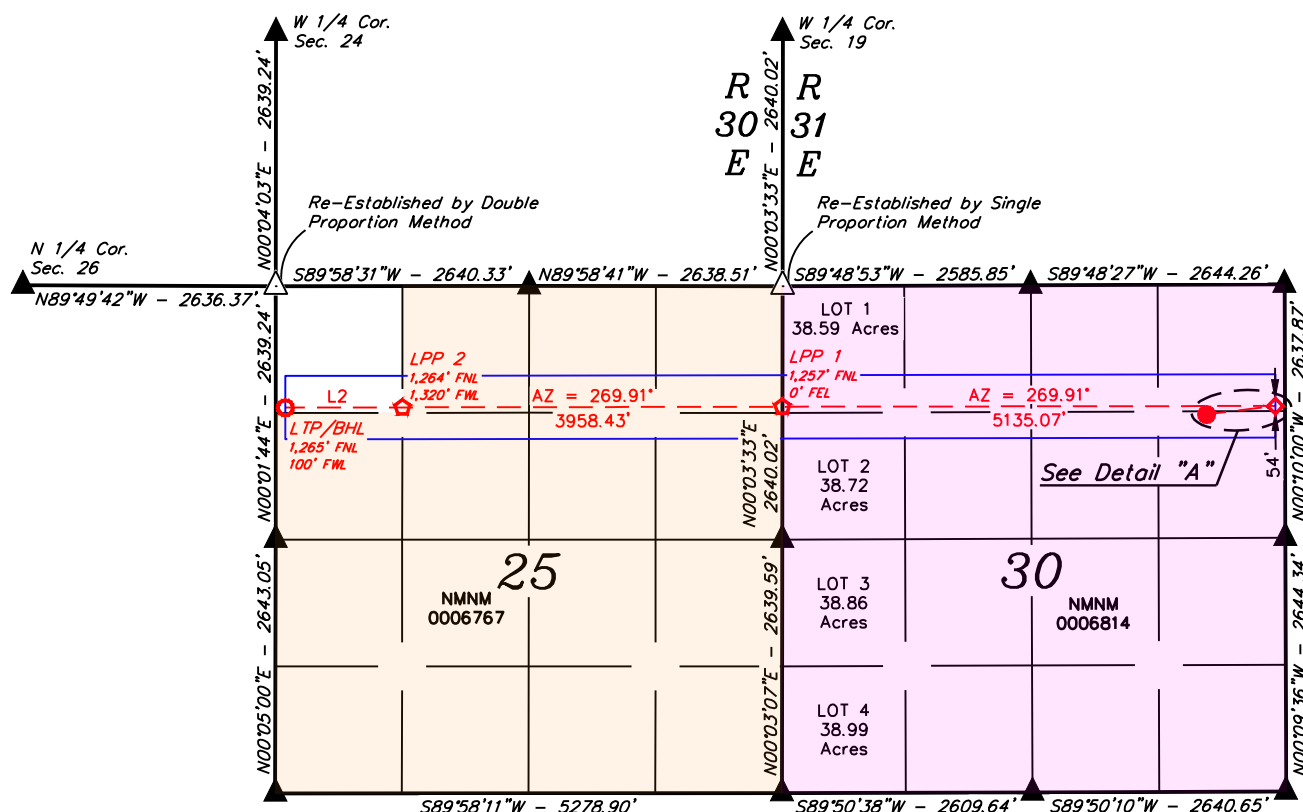 W 1/4 Cor.
Sec. 24
W 1/4 Cor.
Sec. 19
N00°04'03"E - 2639.24'
N00°03'33"E - 2640.02'
R R
30 31
E E
Re-Established by Double
Proportion Method
Re-Established by Single
Proportion Method
N 1/4 Cor.
Sec. 26
N89°49'42"W - 2636.37'
S89°58'31"W - 2640.33'
N89°58'41"W - 2638.51'
S89°48'53"W - 2585.85'
S89°48'27"W - 2644.26'
LOT 1
38.59 Acres
N00°01'44"E - 2639.24'
LPP 2
1,264' FNL
1,320' FWL
LPP 1
1,257' FNL
0' FEL
L2
AZ = 269.91°
3958.43'
AZ = 269.91°
5135.07'
LTP/BHL
1,265' FNL
100' FWL
N00°03'33"E
2640.02'
54'
N00°10'00"W - 2637.87'
See Detail "A"
LOT 2
38.72
Acres
25
NMNM
0006767
30
NMNM
0006814
LOT 3
38.86
Acres
LOT 4
38.99
Acres
N00°05'00"E - 2643.05'
N00°03'07"E - 2639.59'
N00°09'36"W - 2644.34'
S89°58'11"W - 5278.90'
S89°50'38"W - 2609.64'
S89°50'10"W - 2640.65'